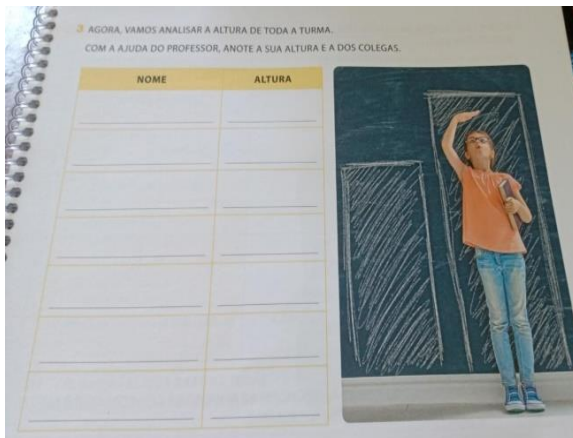 3 AGORA, VAMOS ANALISAR A ALTURA DE TODA A TURMA.
COM A AJUDA DO PROFESSOR, ANOTE A SUA ALTURA E A DOS COLEGAS.
NOME ALTURA